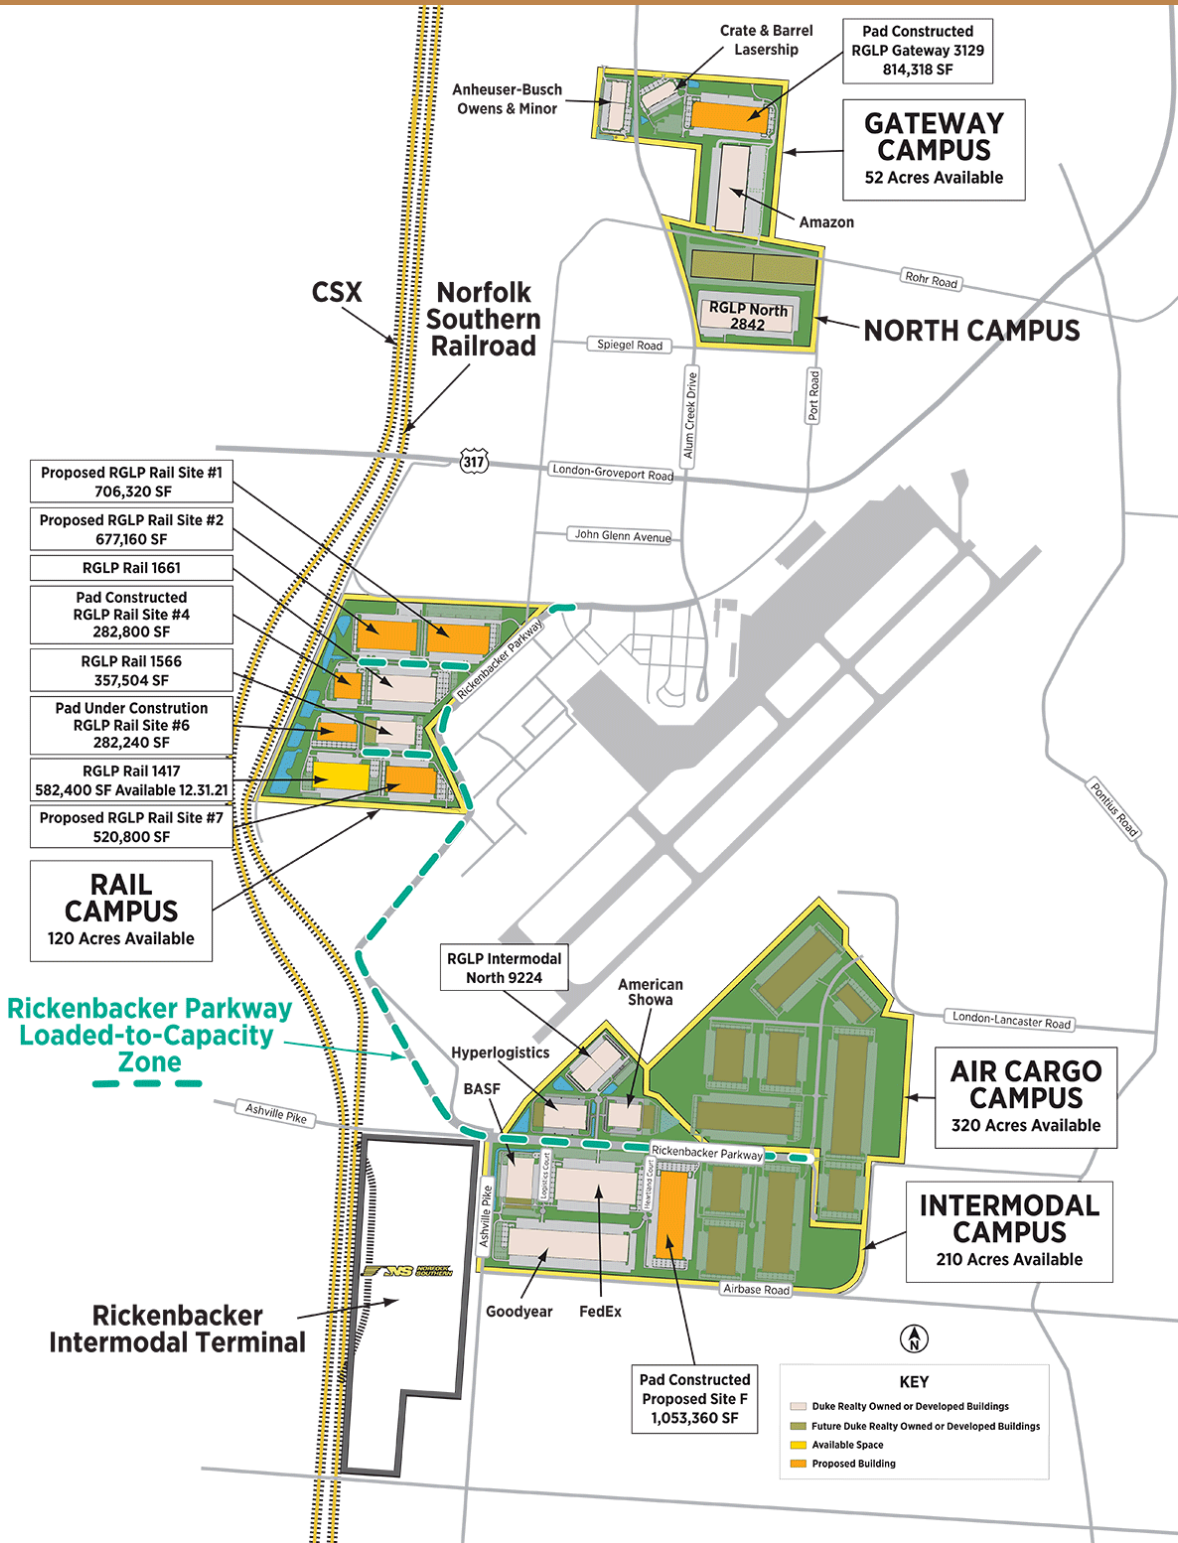 Crate & Barrel
Lasership
Pad Constructed
RGLP Gateway 3129
814,318 SF
Anheuser-Busch
Owens & Minor
GATEWAY
CAMPUS
52 Acres Available
Amazon
Rohr Road
CSX
Norfolk
Southern
Railroad
RGLP North
2842
NORTH CAMPUS
Spiegel Road
Alum Creek Drive
Port Road
317
London-Groveport Road
John Glenn Avenue
Proposed RGLP Rail Site #1
706,320 SF
Proposed RGLP Rail Site #2
677,160 SF
RGLP Rail 1661
Pad Constructed
RGLP Rail Site #4
282,800 SF
RGLP Rail 1566
357,504 SF
Pad Under Constrution
RGLP Rail Site #6
282,240 SF
RGLP Rail 1417
582,400 SF Available 12.31.21
Proposed RGLP Rail Site #7
520,800 SF
RAIL
CAMPUS
120 Acres Available
Rickenbacker Parkway
Pontius Road
RGLP Intermodal
North 9224
American
Showa
Hyperlogistics
BASF
London-Lancaster Road
Rickenbacker Parkway
Loaded-to-Capacity
Zone
Ashville Pike
AIR CARGO
CAMPUS
320 Acres Available
Rickenbacker Parkway
Logistics Court
Heartland Court
Ashville Pike
INTERMODAL
CAMPUS
210 Acres Available
NS NORFOLK
SOUTHERN
Airbase Road
Goodyear
FedEx
Rickenbacker
Intermodal Terminal
N
Pad Constructed
Proposed Site F
1,053,360 SF
KEY
Duke Realty Owned or Developed Buildings
Future Duke Realty Owned or Developed Buildings
Available Space
Proposed Building